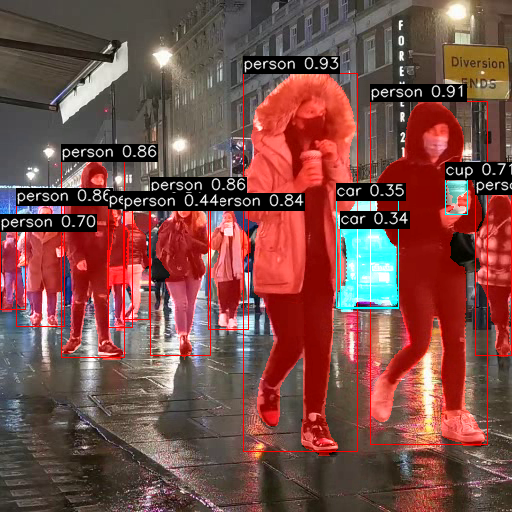 person 0.93
FOREVER 21
Diversion
ENDS
person 0.91
person 0.86
cup 0.71
person 0.86
car 0.35
person 0.86
person 0.44
person 0.84
car 0.34
person 0.70